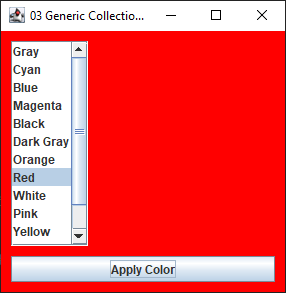 03 Generic Collectio...
Gray
Cyan
Blue
Magenta
Black
Dark Gray
Orange
Red
White
Pink
Yellow
Apply Color